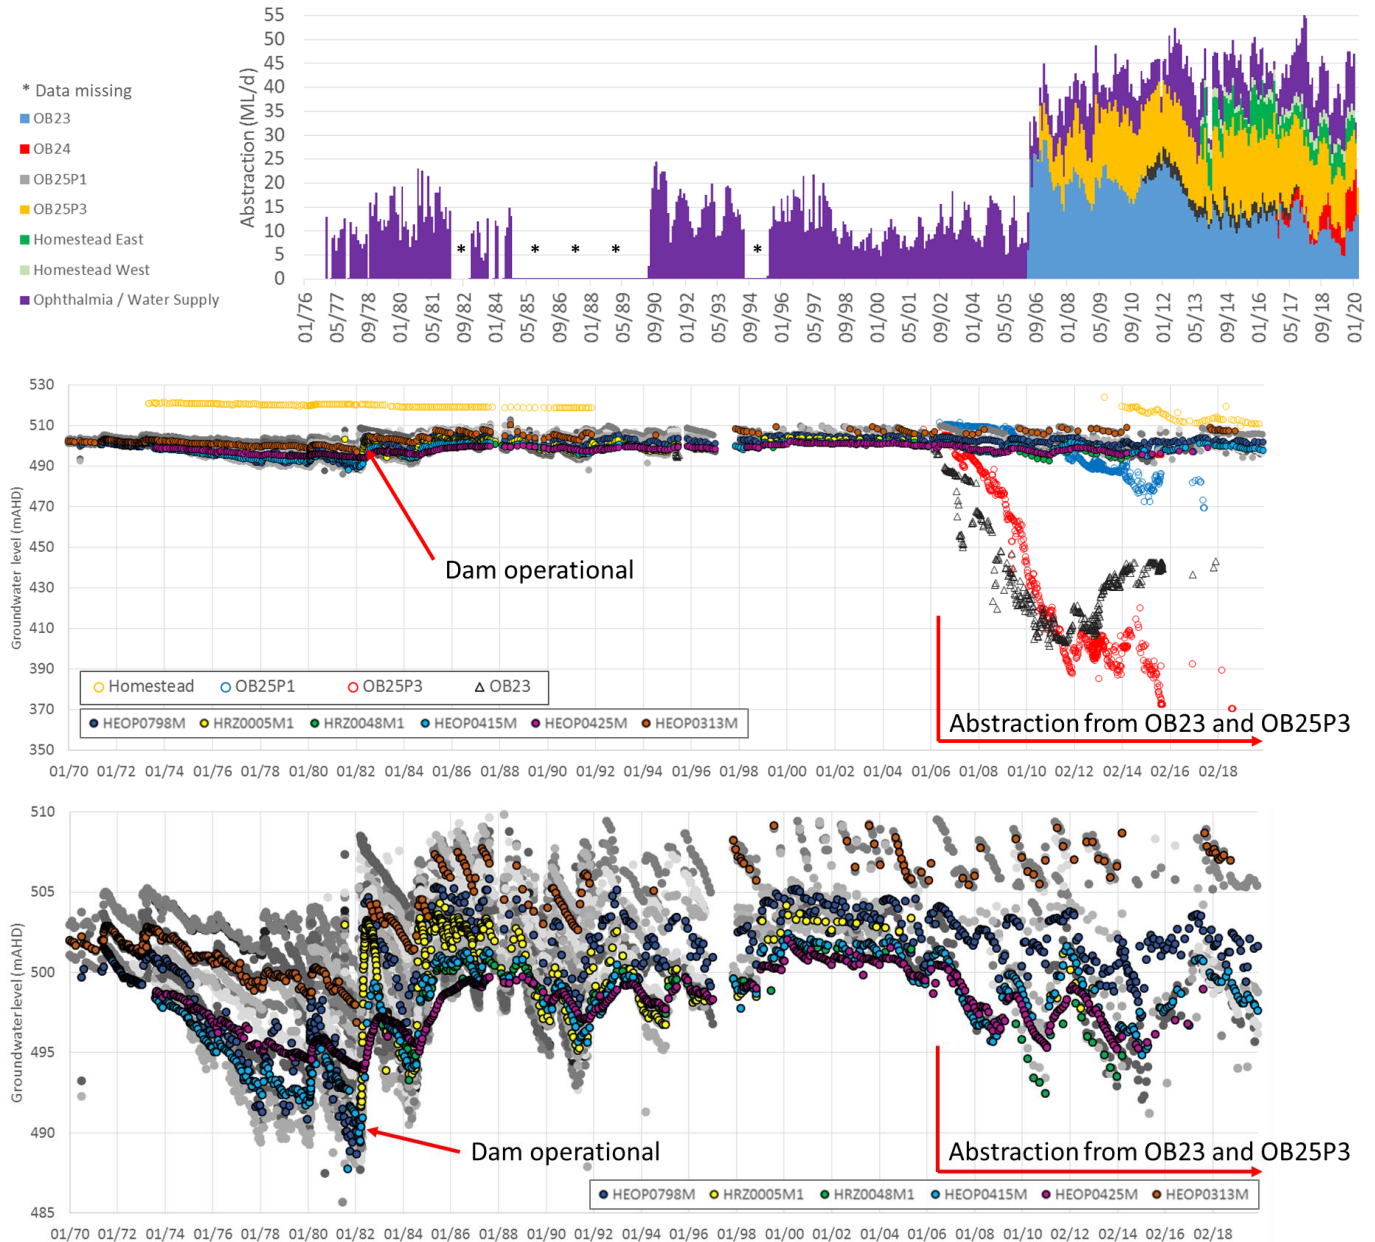 55
50
45
40
35
30
25
20
15
10
5
0
Abstraction (ML/d)
* Data missing
OB23
OB24
OB25P1
OB25P3
Homestead East
Homestead West
Ophthalmia / Water Supply
* * * * *
01/76 05/77 09/78 01/80 05/81 09/82 01/84 05/85 09/86 01/88 05/89 09/90 01/92 05/93 09/94 01/96 05/97 09/98 01/00 05/01 09/02 01/04 05/05 09/06 01/08 05/09 09/10 01/12 05/13 09/14 01/16 05/17 09/18 01/20
530
510
490
470
450
430
410
390
370
350
Groundwater level (mAHD)
Dam operational
Homestead OB25P1 OB25P3 OB23
HEOP0798M HRZ0005M1 HRZ0048M1 HEOP0415M HEOP0425M HEOP0313M
Abstraction from OB23 and OB25P3
01/70 01/72 01/74 01/76 01/78 01/80 01/82 01/84 01/86 01/88 01/90 01/92 01/94 01/96 01/98 01/00 01/02 01/04 01/06 01/08 01/10 02/12 02/14 02/16 02/18
510
505
500
495
490
485
Groundwater level (mAHD)
Dam operational
Abstraction from OB23 and OB25P3
HEOP0798M HRZ0005M1 HRZ0048M1 HEOP0415M HEOP0425M HEOP0313M
01/70 01/72 01/74 01/76 01/78 01/80 01/82 01/84 01/86 01/88 01/90 01/92 01/94 01/96 01/98 01/00 01/02 01/04 01/06 01/08 01/10 02/12 02/14 02/16 02/18